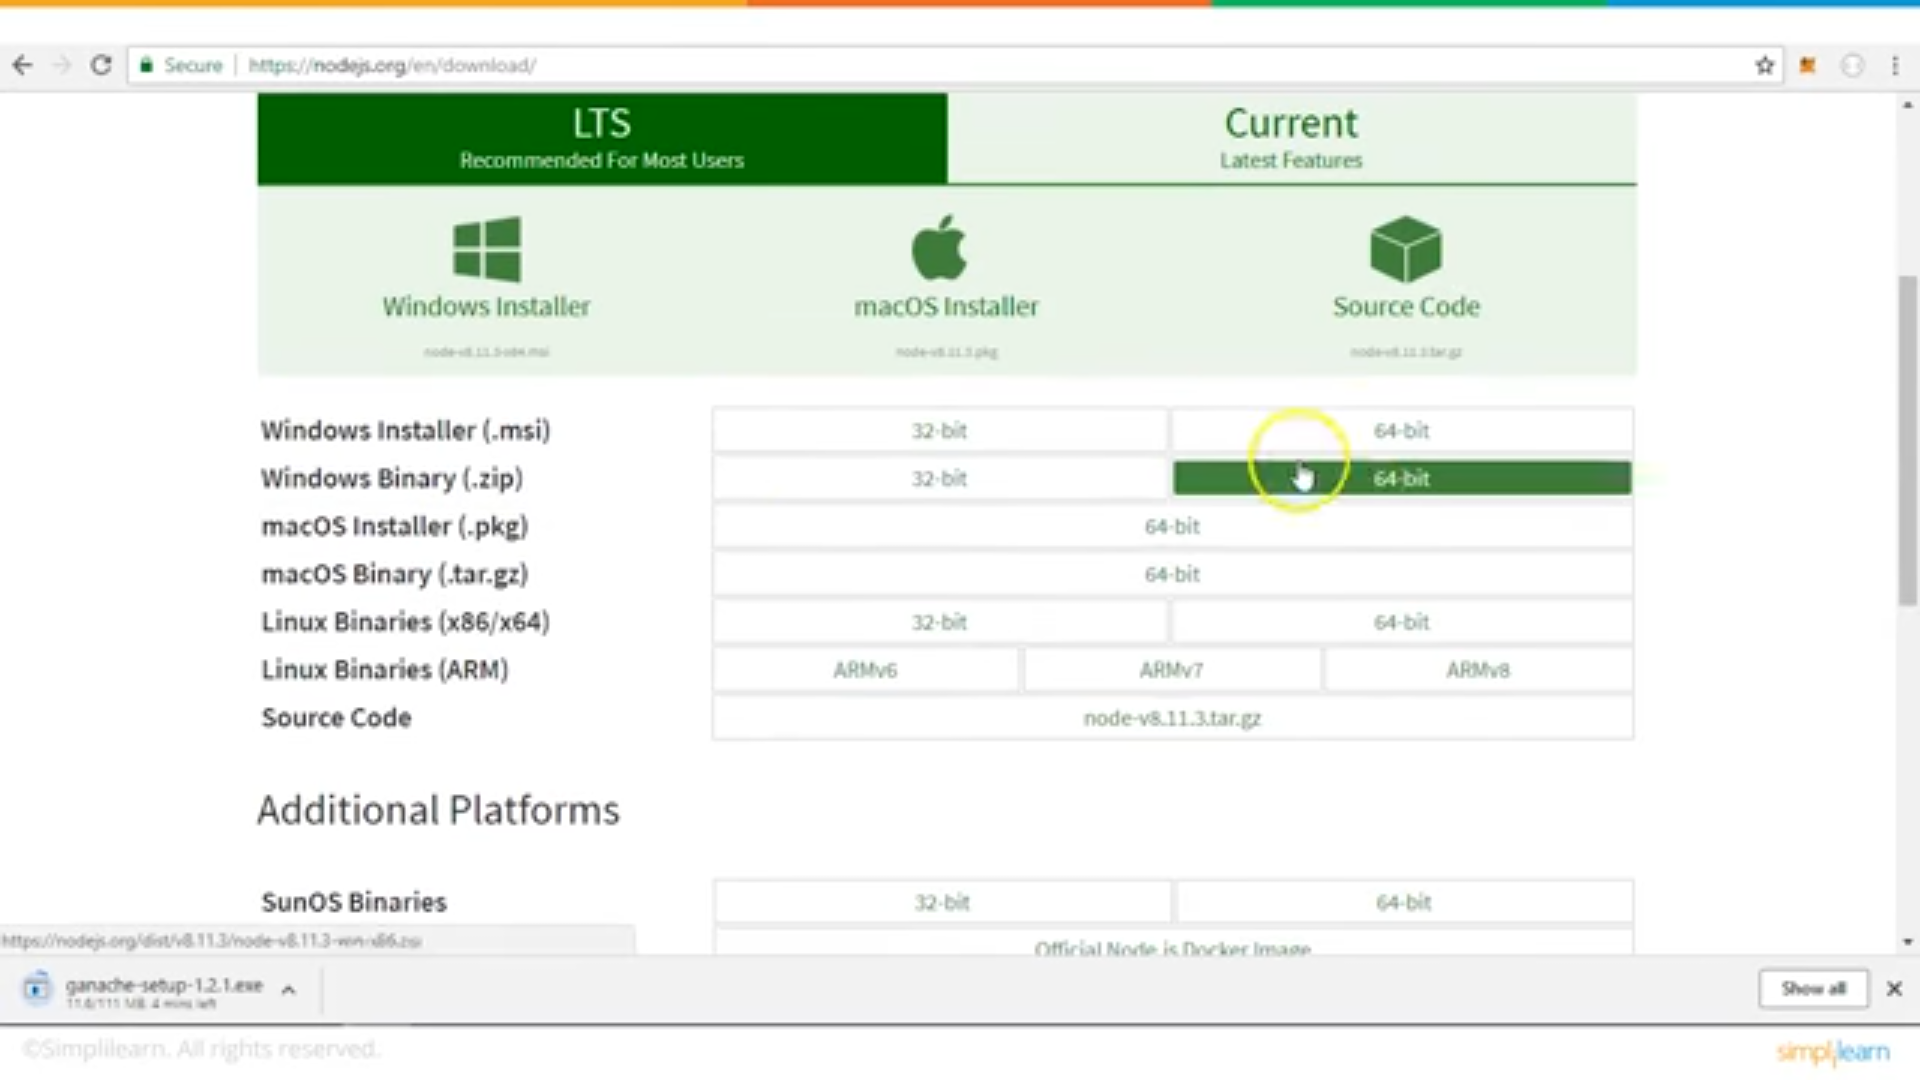 Secure https://nodejs.org/en/download/
LTS
Recommended For Most Users
Current
Latest Features
Windows Installer
macOS Installer
Source Code
node-v8.11.3-x64.msi
node-v8.11.3.pkg
node-v8.11.3.tar.gz
Windows Installer (.msi) 32-bit 64-bit
Windows Binary (.zip) 32-bit 64-bit
macOS Installer (.pkg) 64-bit
macOS Binary (.tar.gz) 64-bit
Linux Binaries (x86/x64) 32-bit 64-bit
Linux Binaries (ARM) ARMv6 ARMv7 ARMv8
Source Code node-v8.11.3.tar.gz
Additional Platforms
SunOS Binaries 32-bit 64-bit
Official Node.js Docker Image
https://nodejs.org/dist/v8.11.3/node-v8.11.3-win-x86.zip
ganache-setup-1.2.1.exe
11.6/111 MB, 4 mins left
Show all
©Simplilearn. All rights reserved.
simplilearn